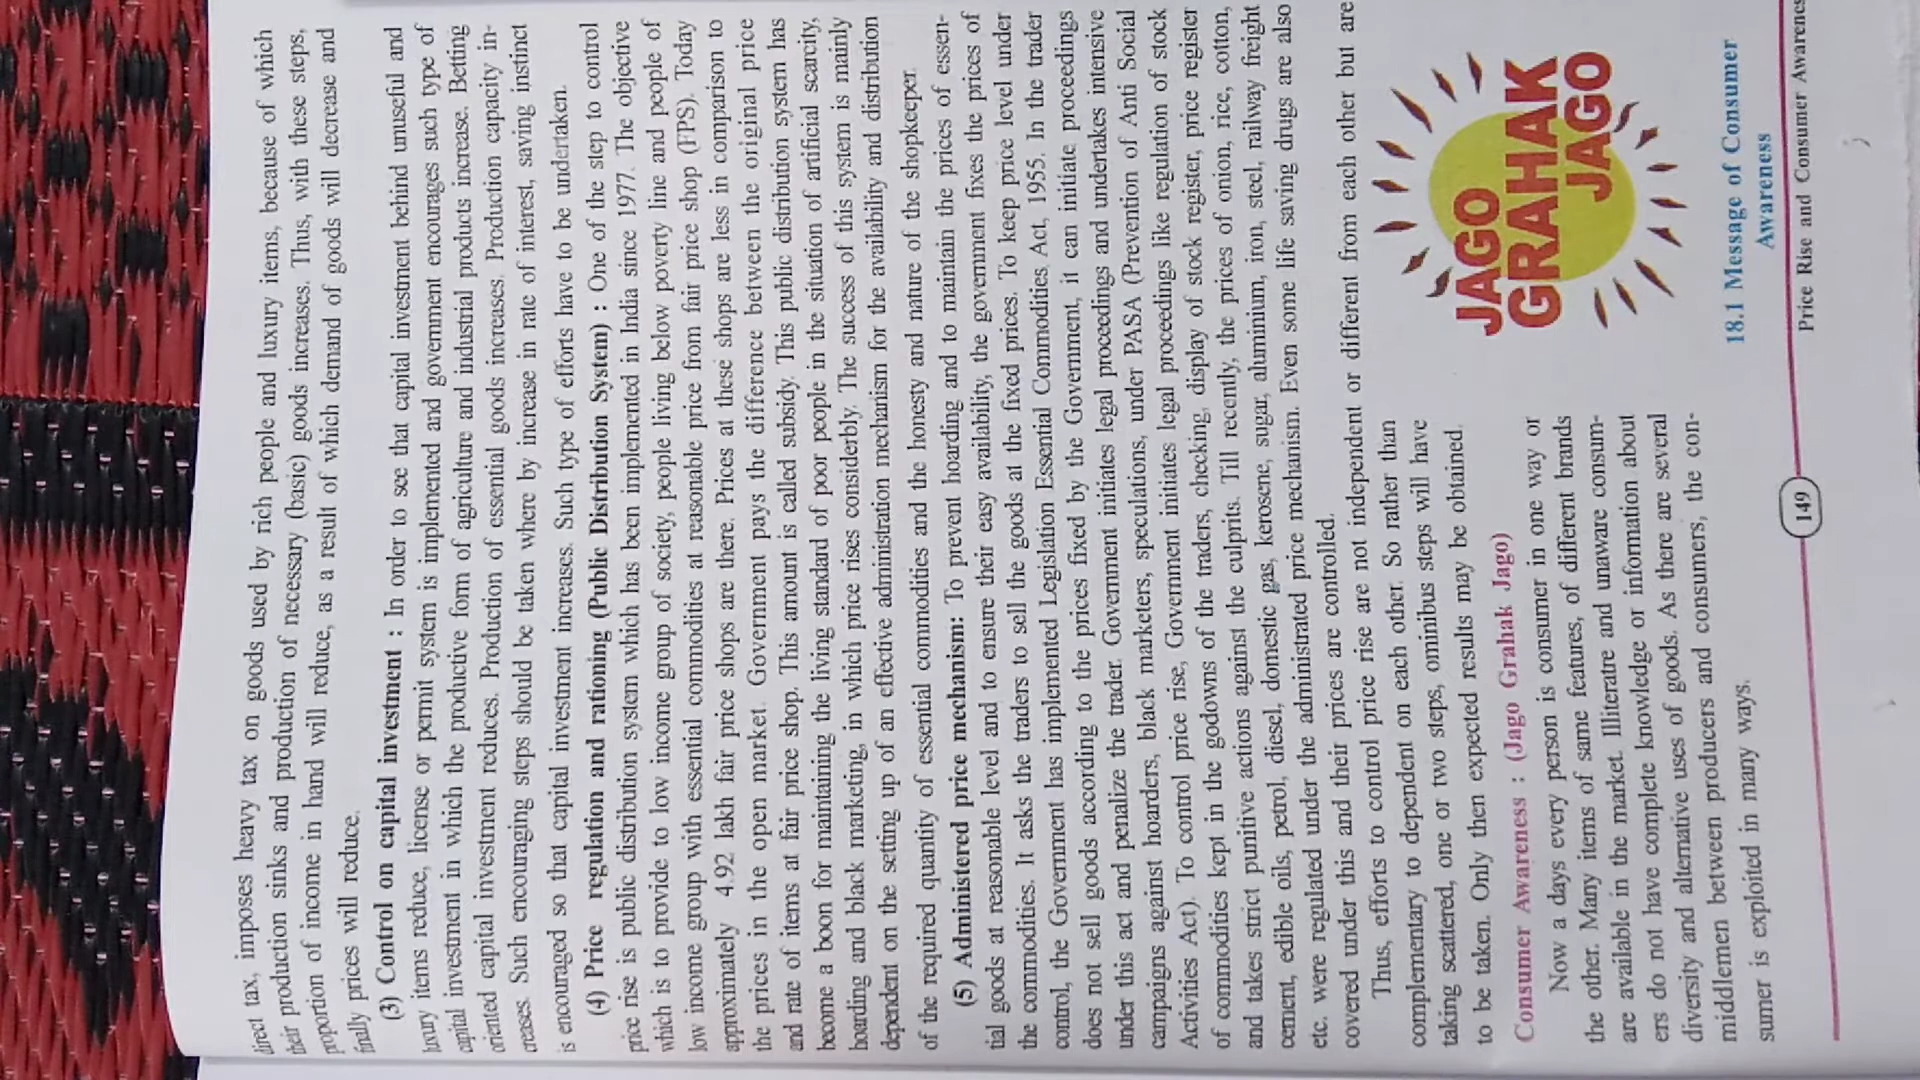 direct tax, imposes heavy tax on goods used by rich people and luxury items, because of which
their production sinks and production of necessary (basic) goods increases. Thus, with these steps,
proportion of income in hand will reduce, as a result of which demand of goods will decrease and
finally prices will reduce.
(3) Control on capital investment : In order to see that capital investment behind unuseful and
luxury items reduce, license or permit system is implemented and government encourages such type of
capital investment in which the productive form of agriculture and industrial products increase. Betting
oriented capital investment reduces. Production of essential goods increases. Production capacity in-
creases. Such encouraging steps should be taken where by increase in rate of interest, saving instinct
is encouraged so that capital investment increases. Such type of efforts have to be undertaken.
(4) Price regulation and rationing (Public Distribution System) : One of the step to control
price rise is public distribution system which has been implemented in India since 1977. The objective
which is to provide to low income group of society, people living below poverty line and people of
low income group with essential commodities at reasonable price from fair price shop (FPS). Today
approximately 4.92 lakh fair price shops are there. Prices at these shops are less in comparison to
the prices in the open market. Government pays the difference between the original price
and rate of items at fair price shop. This amount is called subsidy. This public distribution system has
become a boon for maintaining the living standard of poor people in the situation of artificial scarcity,
hoarding and black marketing, in which price rises considerbly. The success of this system is mainly
dependent on the seting up of an effective administration mechanism for the availability and distribution
of the required quantity of essential commodities and the honesty and nature of the shopkeeper.
(5) Administered price mechanism: To prevent hoarding and to maintain the prices of essen-
tial goods at reasonable level and to ensure their easy availability, the government fixes the prices of
the commodities. It asks the traders to sell the goods at the fixed prices. To keep price level under
control, the Government has implemented Legislation Essential Commodities Act, 1955. In the trader
does not sell goods according to the prices fixed by the Government, it can initiate proceedings
under this act and penalize the trader. Government initiates legal proceedings and undertakes intensive
campaigns against hoarders, black marketers, speculations, under PASA (Prevention of Anti Social
Activities Act). To control price rise, Government initiates legal proceedings like regulation of stock
of commodities kept in the godowns of the traders, checking, display of stock register, price register
and takes strict punitive actions against the culprits. Till recently, the prices of onion, rice, cotton,
cement, edible oils, petrol, diesel, domestic gas, kerosene, sugar, aluminium, iron, steel, railway freight
etc. were regulated under the administrated price mechanism. Even some life saving drugs are also
covered under this and their prices are controlled.
Thus, efforts to control price rise are not independent or different from each other but are
complementary to dependent on each other. So rather than
taking scattered, one or two steps, ominibus steps will have
to be taken. Only then expected results may be obtained.
Consumer Awareness : (Jago Grahak Jago)
Now a days every person is consumer in one way or
the other. Many items of same features, of different brands
are available in the market. Illiteratre and unaware consum-
ers do not have complete knowledge or information about
diversity and alternative uses of goods. As there are several
middlemen between producers and consumers, the con-
sumer is exploited in many ways.
JAGO
GRAHAK
JAGO
18.1 Message of Consumer
Awareness
149
Price Rise and Consumer Awarenes